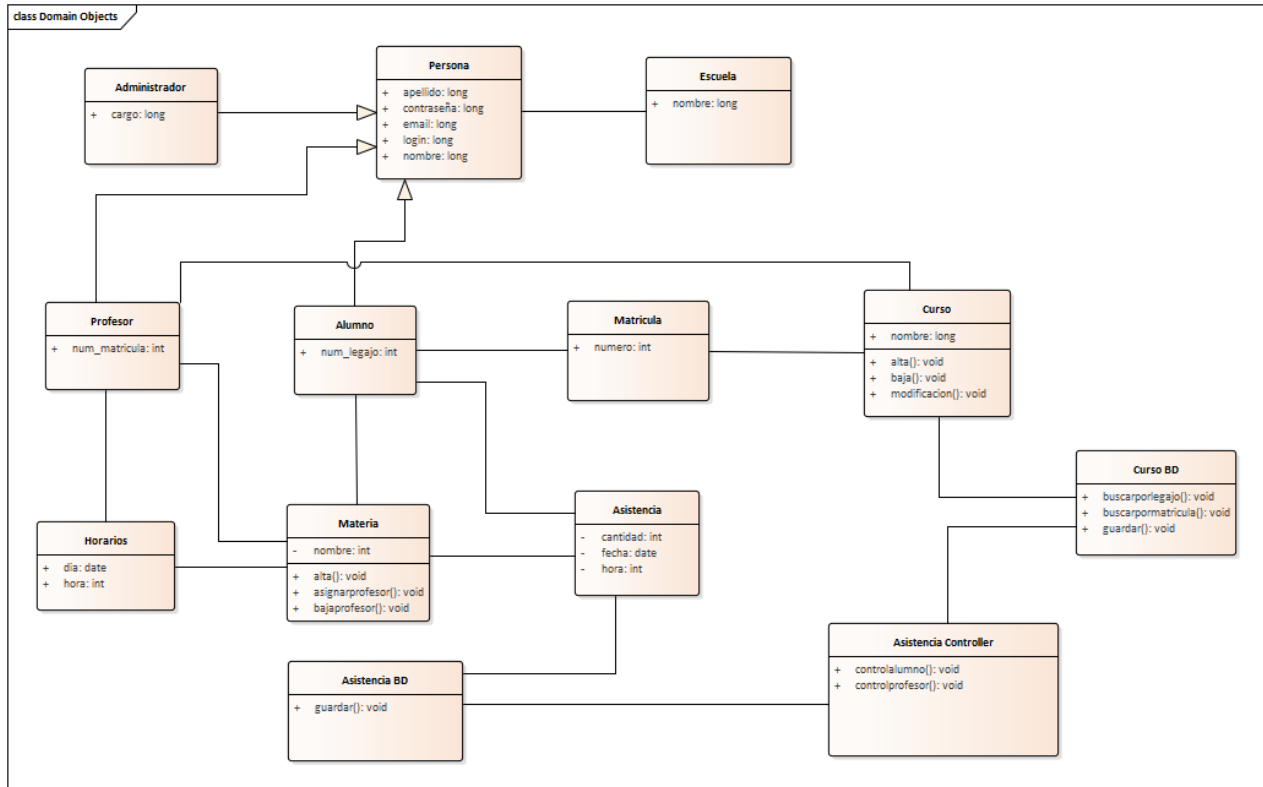 class Domain Objects
Administrador
+ cargo: long
Persona
+ apellido: long
+ contraseña: long
+ email: long
+ login: long
+ nombre: long
Escuela
+ nombre: long
Profesor
+ num_matricula: int
Alumno
+ num_legajo: int
Matricula
+ numero: int
Curso
+ nombre: long
+ alta(): void
+ baja(): void
+ modificacion(): void
Curso BD
+ buscarporlegajo(): void
+ buscarpormatricula(): void
+ guardar(): void
Horarios
+ dia: date
+ hora: int
Materia
- nombre: int
+ alta(): void
+ asignarprofesor(): void
+ bajaprofesor(): void
Asistencia
- cantidad: int
- fecha: date
- hora: int
Asistencia BD
+ guardar(): void
Asistencia Controller
+ controlalumno(): void
+ controlprofesor(): void